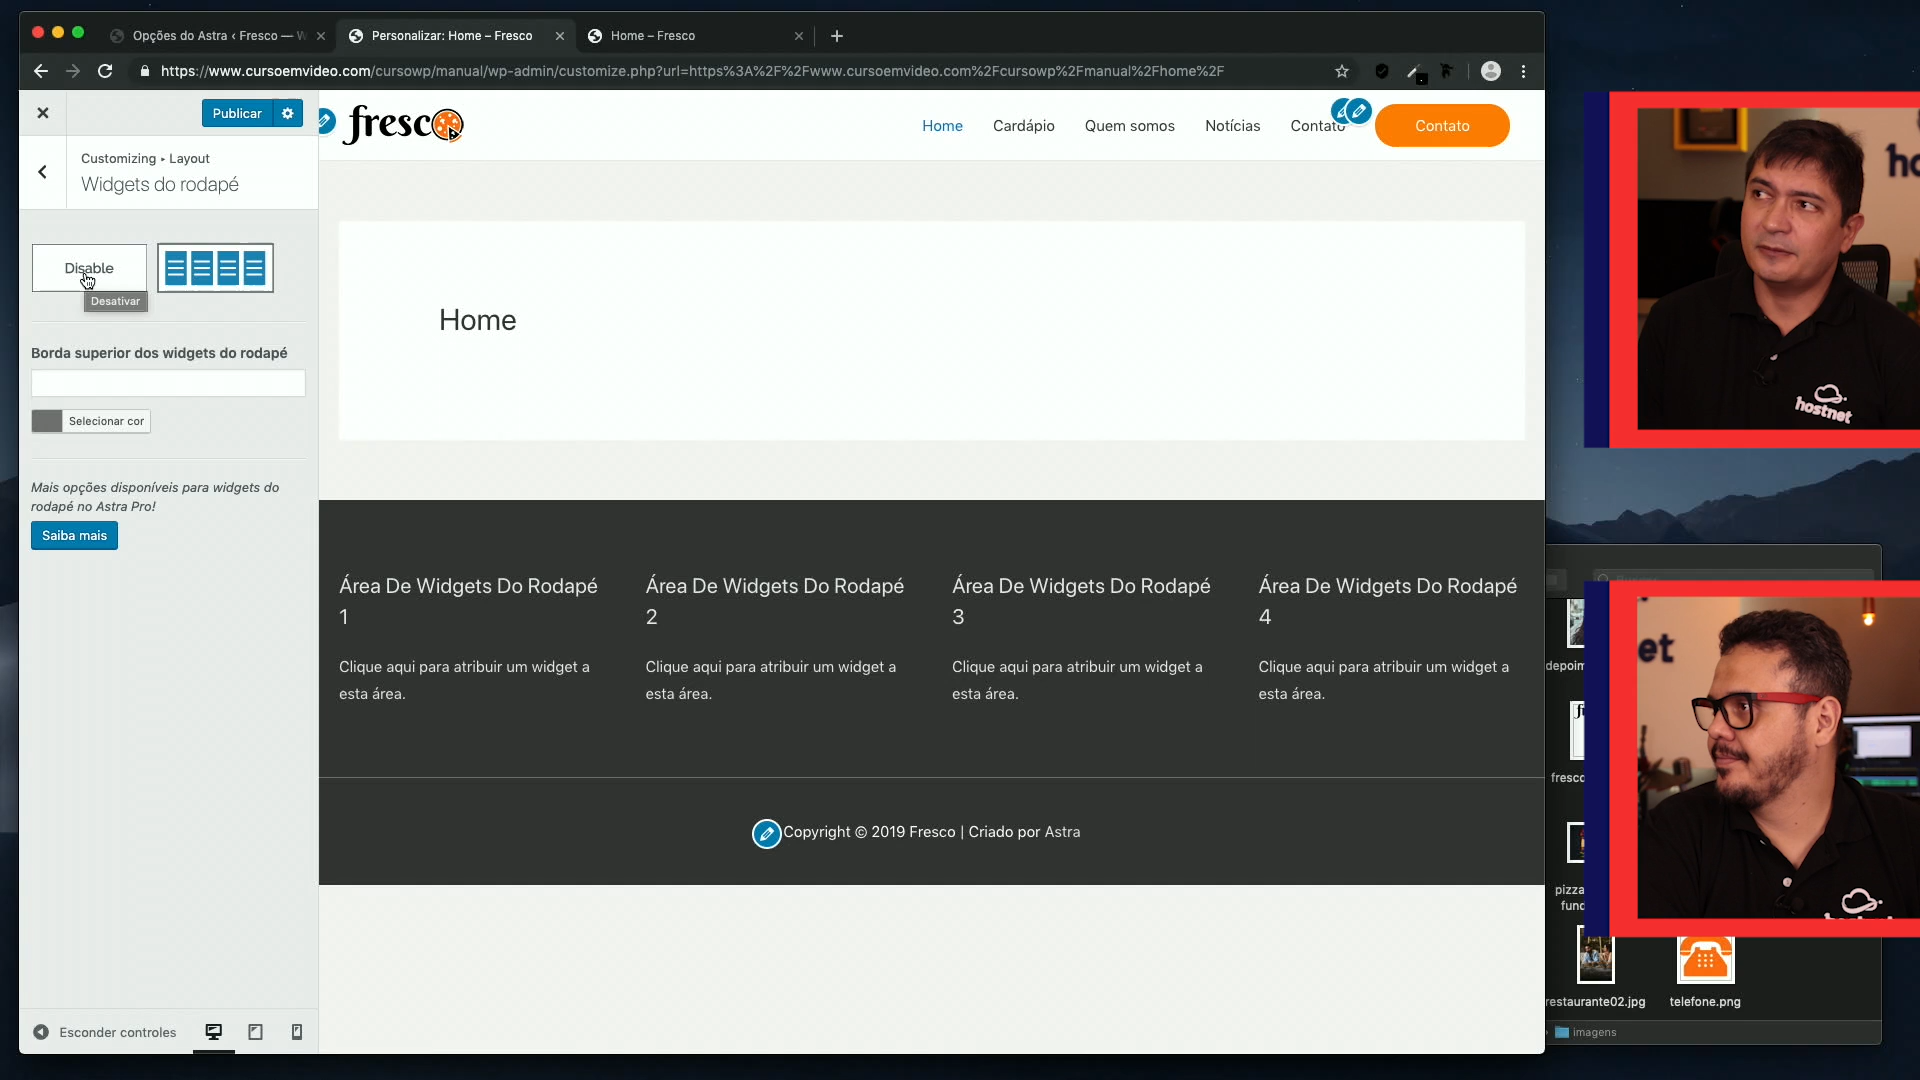 Opções do Astra ‹ Fresco — W
Personalizar: Home – Fresco
Home – Fresco
https://www.cursoemvideo.com/cursowp/manual/wp-admin/customize.php?url=https%3A%2F%2Fwww.cursoemvideo.com%2Fcursowp%2Fmanual%2Fhome%2F
Publicar
Customizing ▸ Layout
Widgets do rodapé
Disable
Desativar
Borda superior dos widgets do rodapé
Selecionar cor
Mais opções disponíveis para widgets do
rodapé no Astra Pro!
Saiba mais
Esconder controles
fresco
Home
Cardápio
Quem somos
Notícias
Contato
Contato
Home
Área De Widgets Do Rodapé
1
Clique aqui para atribuir um widget a
esta área.
Área De Widgets Do Rodapé
2
Clique aqui para atribuir um widget a
esta área.
Área De Widgets Do Rodapé
3
Clique aqui para atribuir um widget a
esta área.
Área De Widgets Do Rodapé
4
Clique aqui para atribuir um widget a
esta área.
Copyright © 2019 Fresco | Criado por Astra
ho
hostnet
et
depoim
fresco
pizza
fund
restaurante02.jpg
telefone.png
imagens